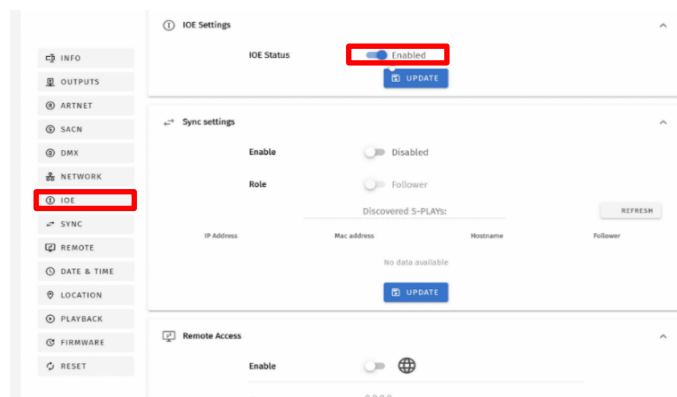 IOE Settings
IOE Status
Enabled
UPDATE
INFO
OUTPUTS
ARTNET
SACN
DMX
NETWORK
IOE
SYNC
REMOTE
DATE & TIME
LOCATION
PLAYBACK
FIRMWARE
RESET
Sync settings
Enable
Disabled
Role
Follower
Discovered S-PLAYs:
REFRESH
IP Address Mac address Hostname Follower
No data available
UPDATE
Remote Access
Enable